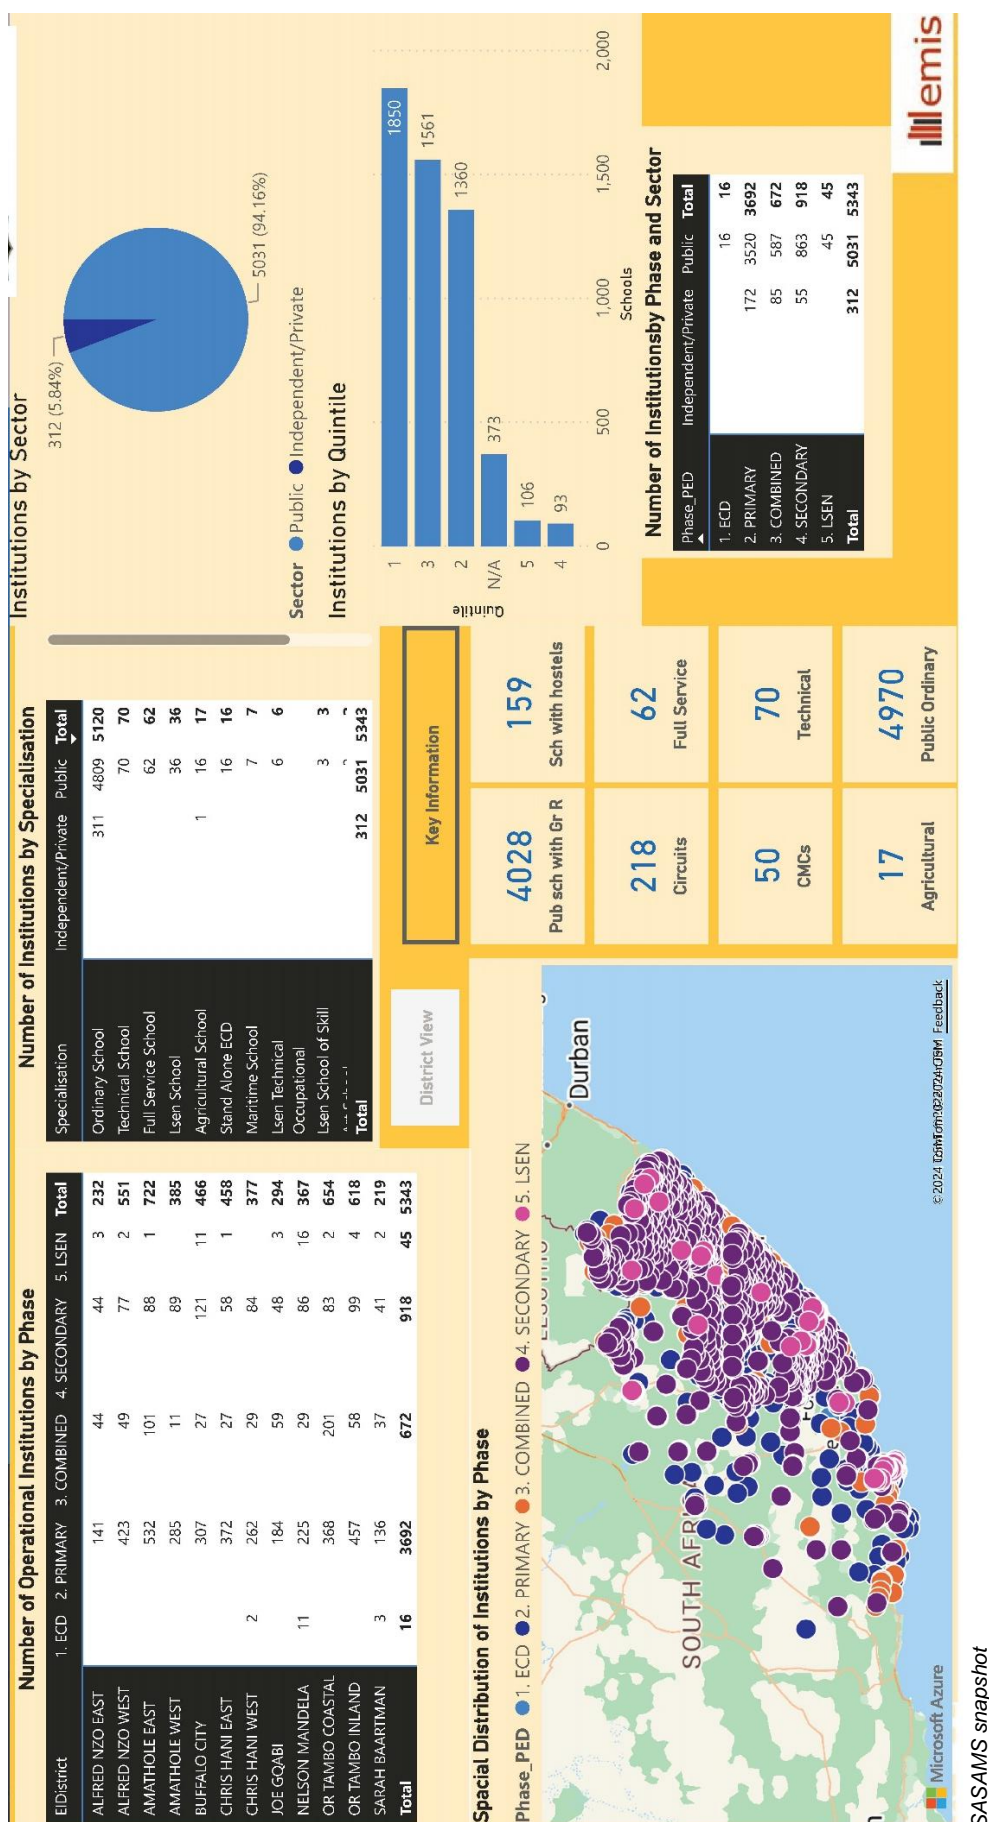 Number of Operational Institutions by Phase
EIDistrict 1. ECD 2. PRIMARY 3. COMBINED 4. SECONDARY 5. LSEN Total
ALFRED NZO EAST 141 44 44 3 232
ALFRED NZO WEST 423 49 77 2 551
AMATHOLE EAST 532 101 88 1 722
AMATHOLE WEST 285 11 89 385
BUFFALO CITY 307 27 121 11 466
CHRIS HANI EAST 372 27 58 1 458
CHRIS HANI WEST 2 262 29 84 377
JOE GQABI 184 59 48 3 294
NELSON MANDELA 11 225 29 86 16 367
OR TAMBO COASTAL 368 201 83 2 654
OR TAMBO INLAND 457 58 99 4 618
SARAH BAARTMAN 3 136 37 41 2 219
Total 16 3692 672 918 45 5343
Number of Institutions by Specialisation
Specialisation Independent/Private Public Total
Ordinary School 311 4809 5120
Technical School 70 70
Full Service School 62 62
Lsen School 36 36
Agricultural School 1 16 17
Stand Alone ECD 16 16
Maritime School 7 7
Lsen Technical 6 6
Occupational
Lsen School of Skill 3 3
Total 312 5031 5343
Institutions by Sector
312 (5.84%)
5031 (94.16%)
Sector Public Independent/Private
Institutions by Quintile
Quintile
1 1850
3 1561
2 1360
N/A 373
5 106
4 93
0 500 1,000 1,500 2,000
Schools
District View
Key Information
Spacial Distribution of Institutions by Phase
Phase_PED 1. ECD 2. PRIMARY 3. COMBINED 4. SECONDARY 5. LSEN
Durban
SOUTH AFR
Microsoft Azure
© 2024 Feedback
4028
Pub sch with Gr R
159
Sch with hostels
218
Circuits
62
Full Service
50
CMCs
70
Technical
17
Agricultural
4970
Public Ordinary
Number of Institutionsby Phase and Sector
Phase_PED Independent/Private Public Total
1. ECD 16 16
2. PRIMARY 172 3520 3692
3. COMBINED 85 587 672
4. SECONDARY 55 863 918
5. LSEN 45 45
Total 312 5031 5343
emis
SASAMS snapshot